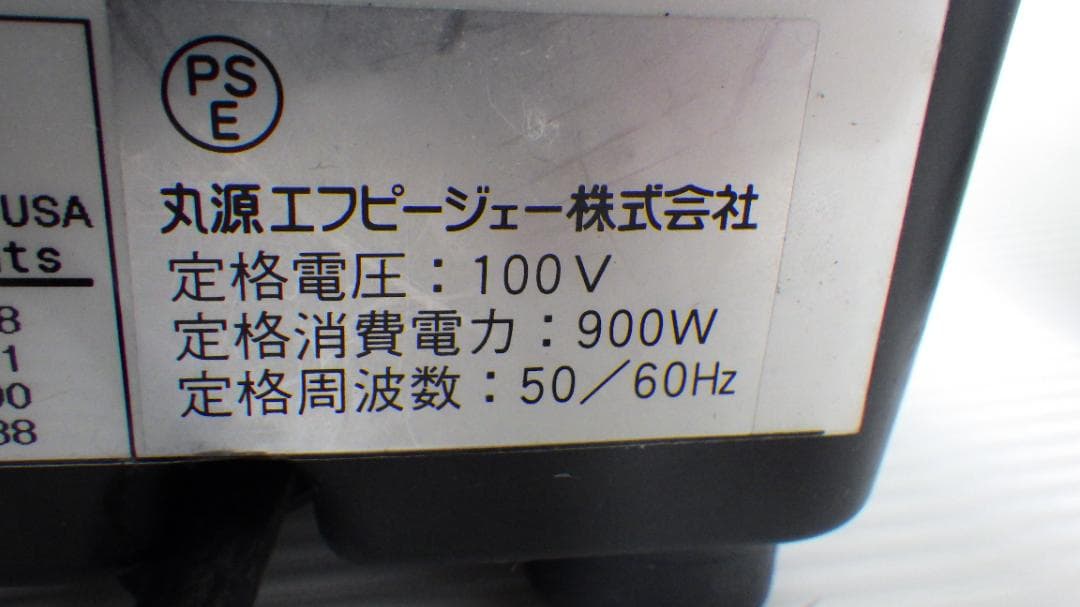 PS
E
丸源エフピージェー株式会社
定格電圧：100V
定格消費電力：900W
定格周波数：50／60Hz
USA